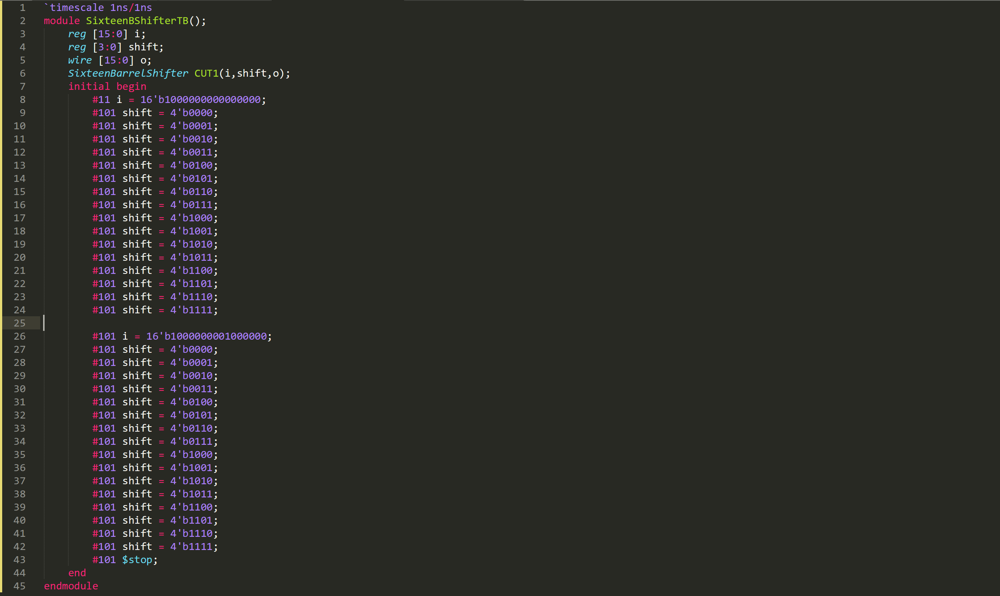 1 `timescale 1ns/1ns
2 module SixteenBShifterTB();
3 reg [15:0] i;
4 reg [3:0] shift;
5 wire [15:0] o;
6 SixteenBarrelShifter CUT1(i,shift,o);
7 initial begin
8 #11 i = 16'b1000000000000000;
9 #101 shift = 4'b0000;
10 #101 shift = 4'b0001;
11 #101 shift = 4'b0010;
12 #101 shift = 4'b0011;
13 #101 shift = 4'b0100;
14 #101 shift = 4'b0101;
15 #101 shift = 4'b0110;
16 #101 shift = 4'b0111;
17 #101 shift = 4'b1000;
18 #101 shift = 4'b1001;
19 #101 shift = 4'b1010;
20 #101 shift = 4'b1011;
21 #101 shift = 4'b1100;
22 #101 shift = 4'b1101;
23 #101 shift = 4'b1110;
24 #101 shift = 4'b1111;
25
26 #101 i = 16'b1000000001000000;
27 #101 shift = 4'b0000;
28 #101 shift = 4'b0001;
29 #101 shift = 4'b0010;
30 #101 shift = 4'b0011;
31 #101 shift = 4'b0100;
32 #101 shift = 4'b0101;
33 #101 shift = 4'b0110;
34 #101 shift = 4'b0111;
35 #101 shift = 4'b1000;
36 #101 shift = 4'b1001;
37 #101 shift = 4'b1010;
38 #101 shift = 4'b1011;
39 #101 shift = 4'b1100;
40 #101 shift = 4'b1101;
41 #101 shift = 4'b1110;
42 #101 shift = 4'b1111;
43 #101 $stop;
44 end
45 endmodule